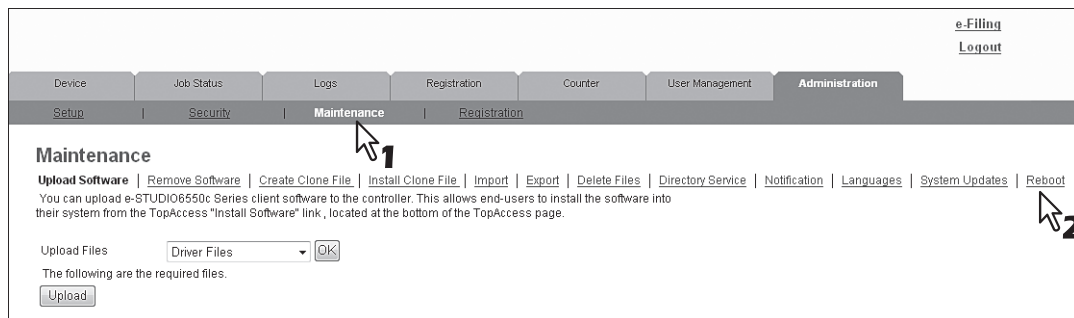 e-Filing
Logout
Device Job Status Logs Registration Counter User Management Administration
Setup | Security | Maintenance | Registration
1
Maintenance
Upload Software | Remove Software | Create Clone File | Install Clone File | Import | Export | Delete Files | Directory Service | Notification | Languages | System Updates | Reboot
2
You can upload e-STUDIO6550c Series client software to the controller. This allows end-users to install the software into
their system from the TopAccess "Install Software" link , located at the bottom of the TopAccess page.
Upload Files Driver Files OK
The following are the required files.
Upload